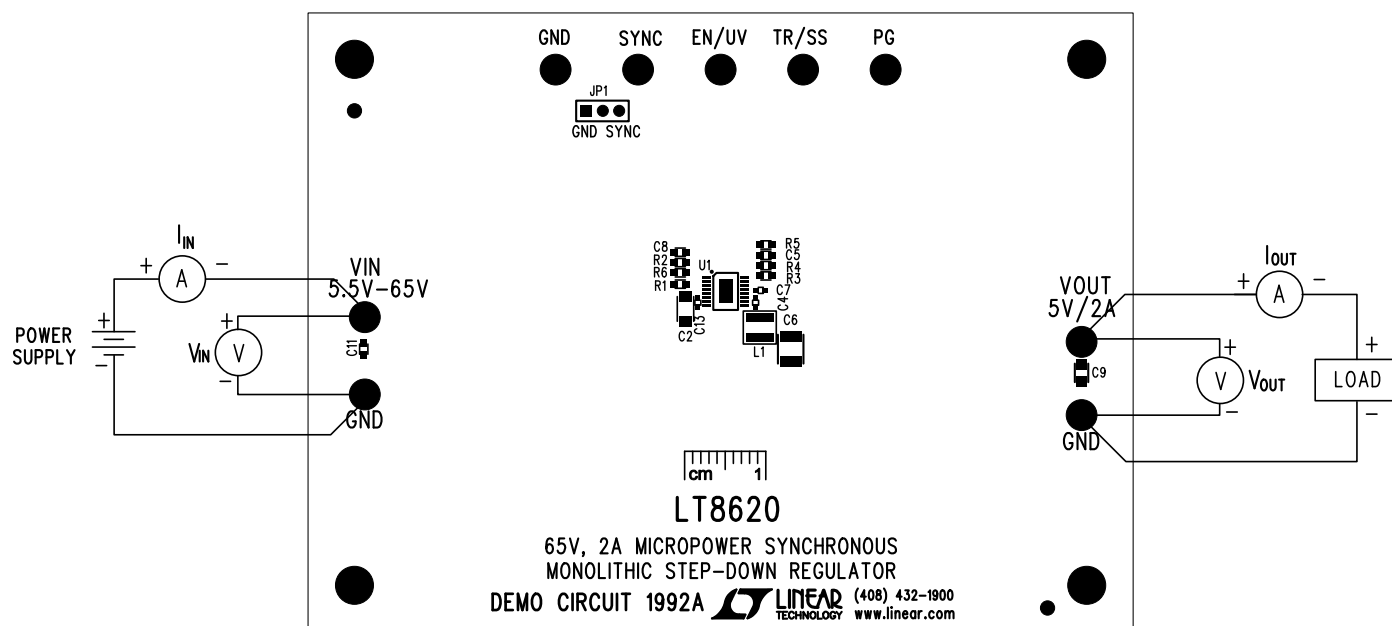 GND SYNC EN/UV TR/SS PG
JP1
GND SYNC
IIN
+ A -
VIN
5.5V-65V
POWER
SUPPLY
+
-
VIN
+
V
-
C11
GND
C8
R2
R6
R1
U1
C2
C13
R5
C5
R4
R3
C7
C4
C6
L1
VOUT
5V/2A
C9
GND
IOUT
+ A -
+
V
-
VOUT
+
LOAD
-
cm 1
LT8620
65V, 2A MICROPOWER SYNCHRONOUS
MONOLITHIC STEP-DOWN REGULATOR
DEMO CIRCUIT 1992A LINEAR TECHNOLOGY (408) 432-1900
www.linear.com